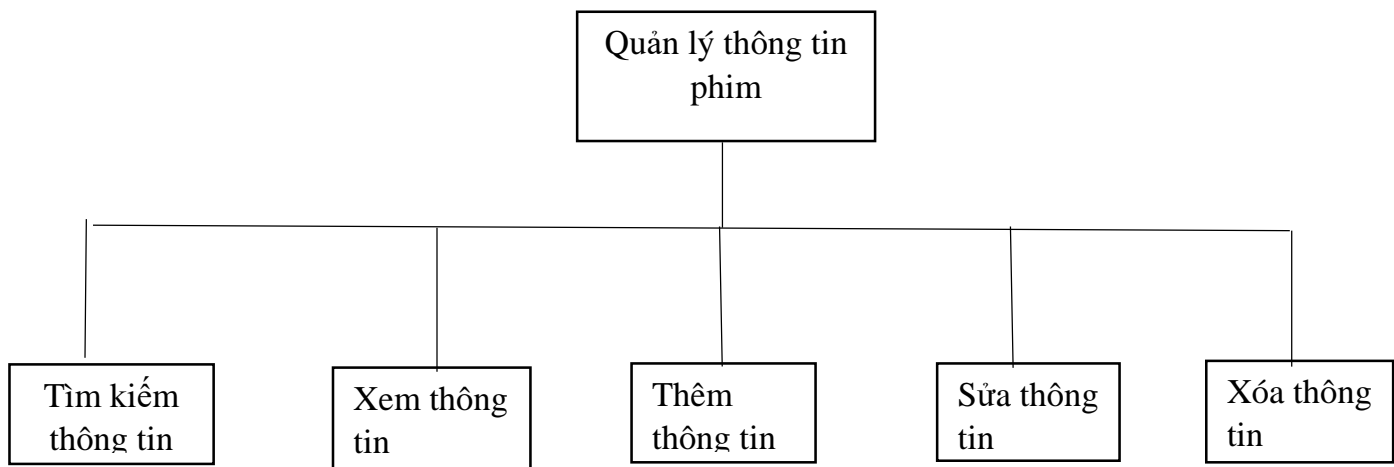 Quản lý thông tin
phim
Tìm kiếm
thông tin
Xem thông
tin
Thêm
thông tin
Sửa thông
tin
Xóa thông
tin